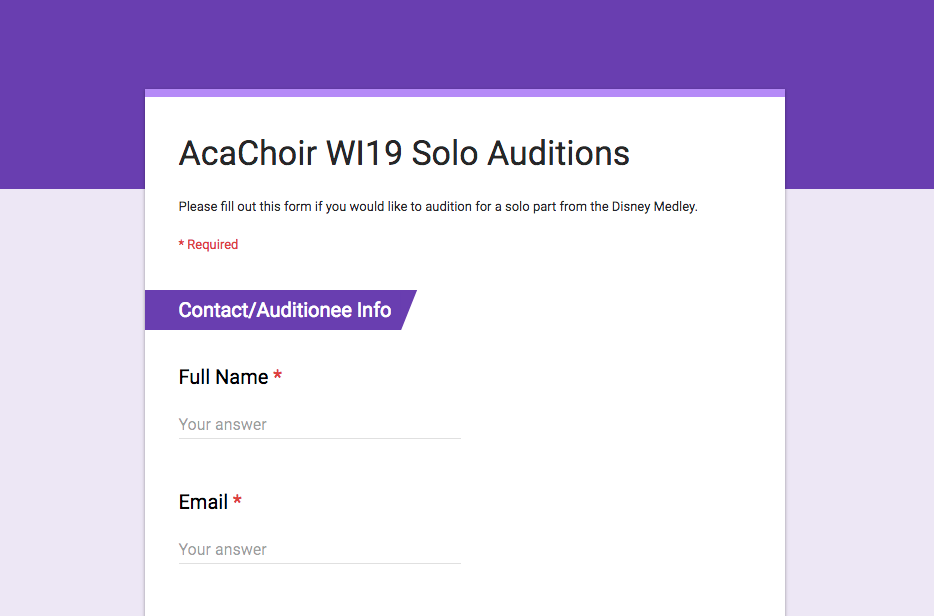 AcaChoir WI19 Solo Auditions
Please fill out this form if you would like to audition for a solo part from the Disney Medley.
* Required
Contact/Auditionee Info
Full Name *
Your answer
Email *
Your answer